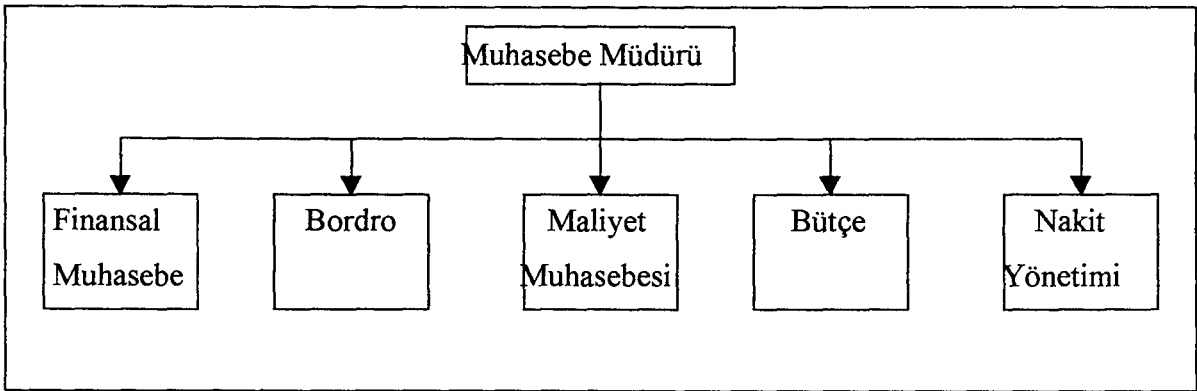 Muhasebe Müdürü
Finansal
Muhasebe
Bordro
Maliyet
Muhasebesi
Bütçe
Nakit
Yönetimi